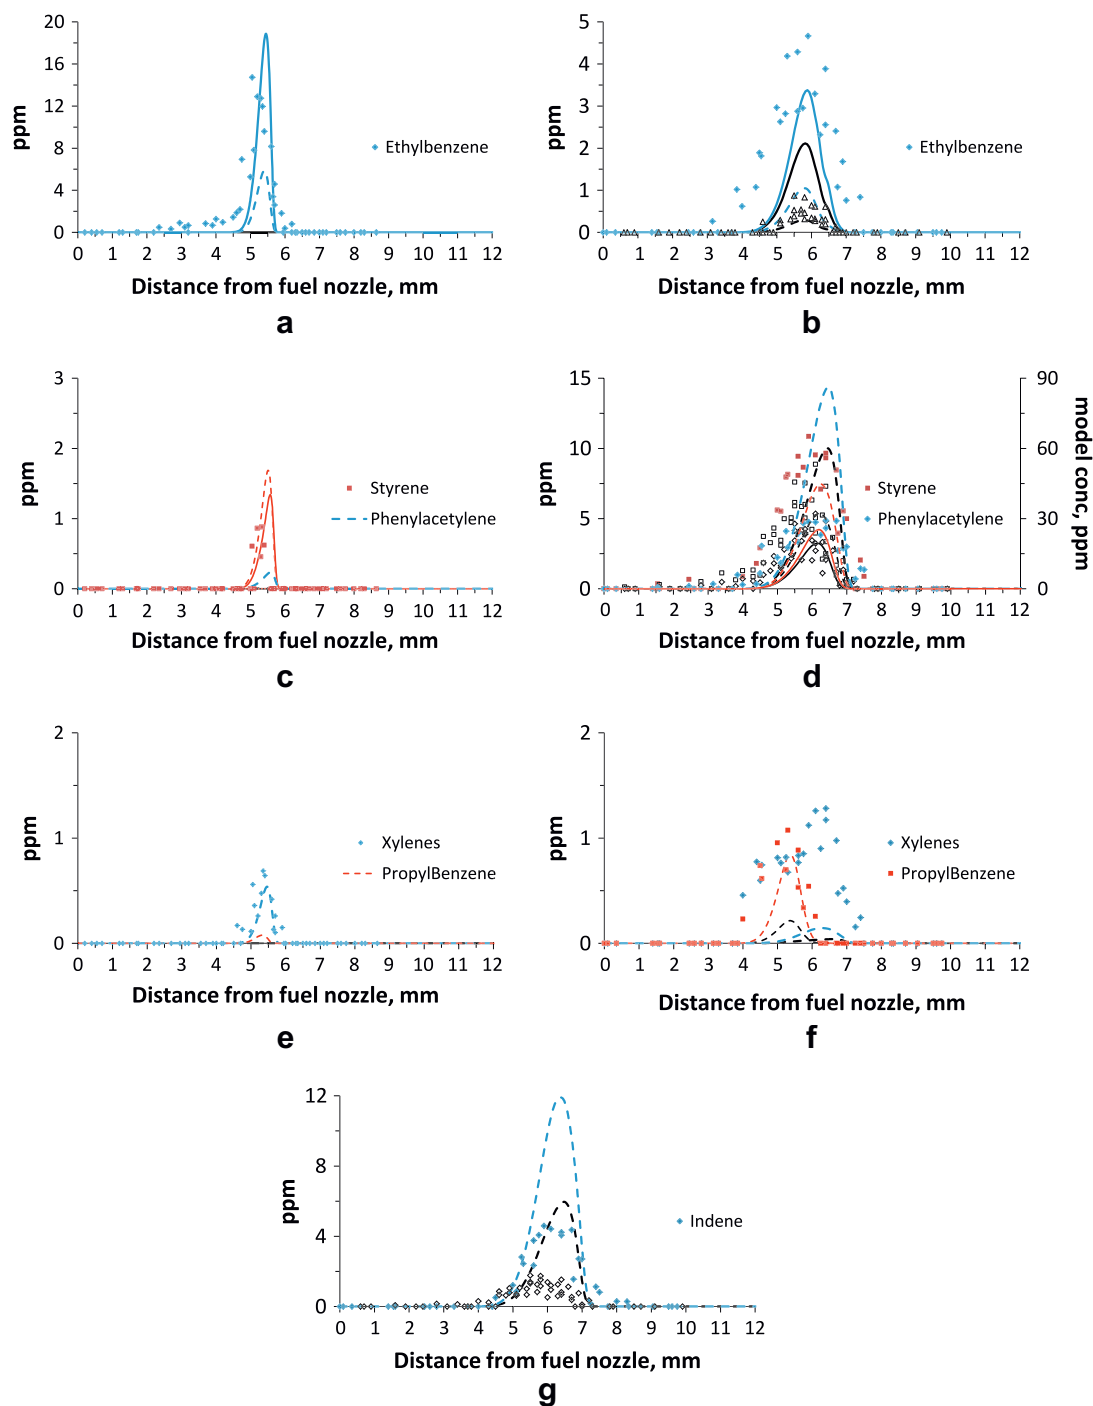 20
16
12
8
4
0
ppm
Ethylbenzene
0 1 2 3 4 5 6 7 8 9 10 11 12
Distance from fuel nozzle, mm
a
5
4
3
2
1
0
ppm
Ethylbenzene
0 1 2 3 4 5 6 7 8 9 10 11 12
Distance from fuel nozzle, mm
b
3
2
1
0
ppm
Styrene
Phenylacetylene
0 1 2 3 4 5 6 7 8 9 10 11 12
Distance from fuel nozzle, mm
c
15
10
5
0
ppm
90
60
30
0
model conc, ppm
Styrene
Phenylacetylene
0 1 2 3 4 5 6 7 8 9 10 11 12
Distance from fuel nozzle, mm
d
2
1
0
ppm
Xylenes
PropylBenzene
0 1 2 3 4 5 6 7 8 9 10 11 12
Distance from fuel nozzle, mm
e
2
1
0
ppm
Xylenes
PropylBenzene
0 1 2 3 4 5 6 7 8 9 10 11 12
Distance from fuel nozzle, mm
f
12
8
4
0
ppm
Indene
0 1 2 3 4 5 6 7 8 9 10 11 12
Distance from fuel nozzle, mm
g